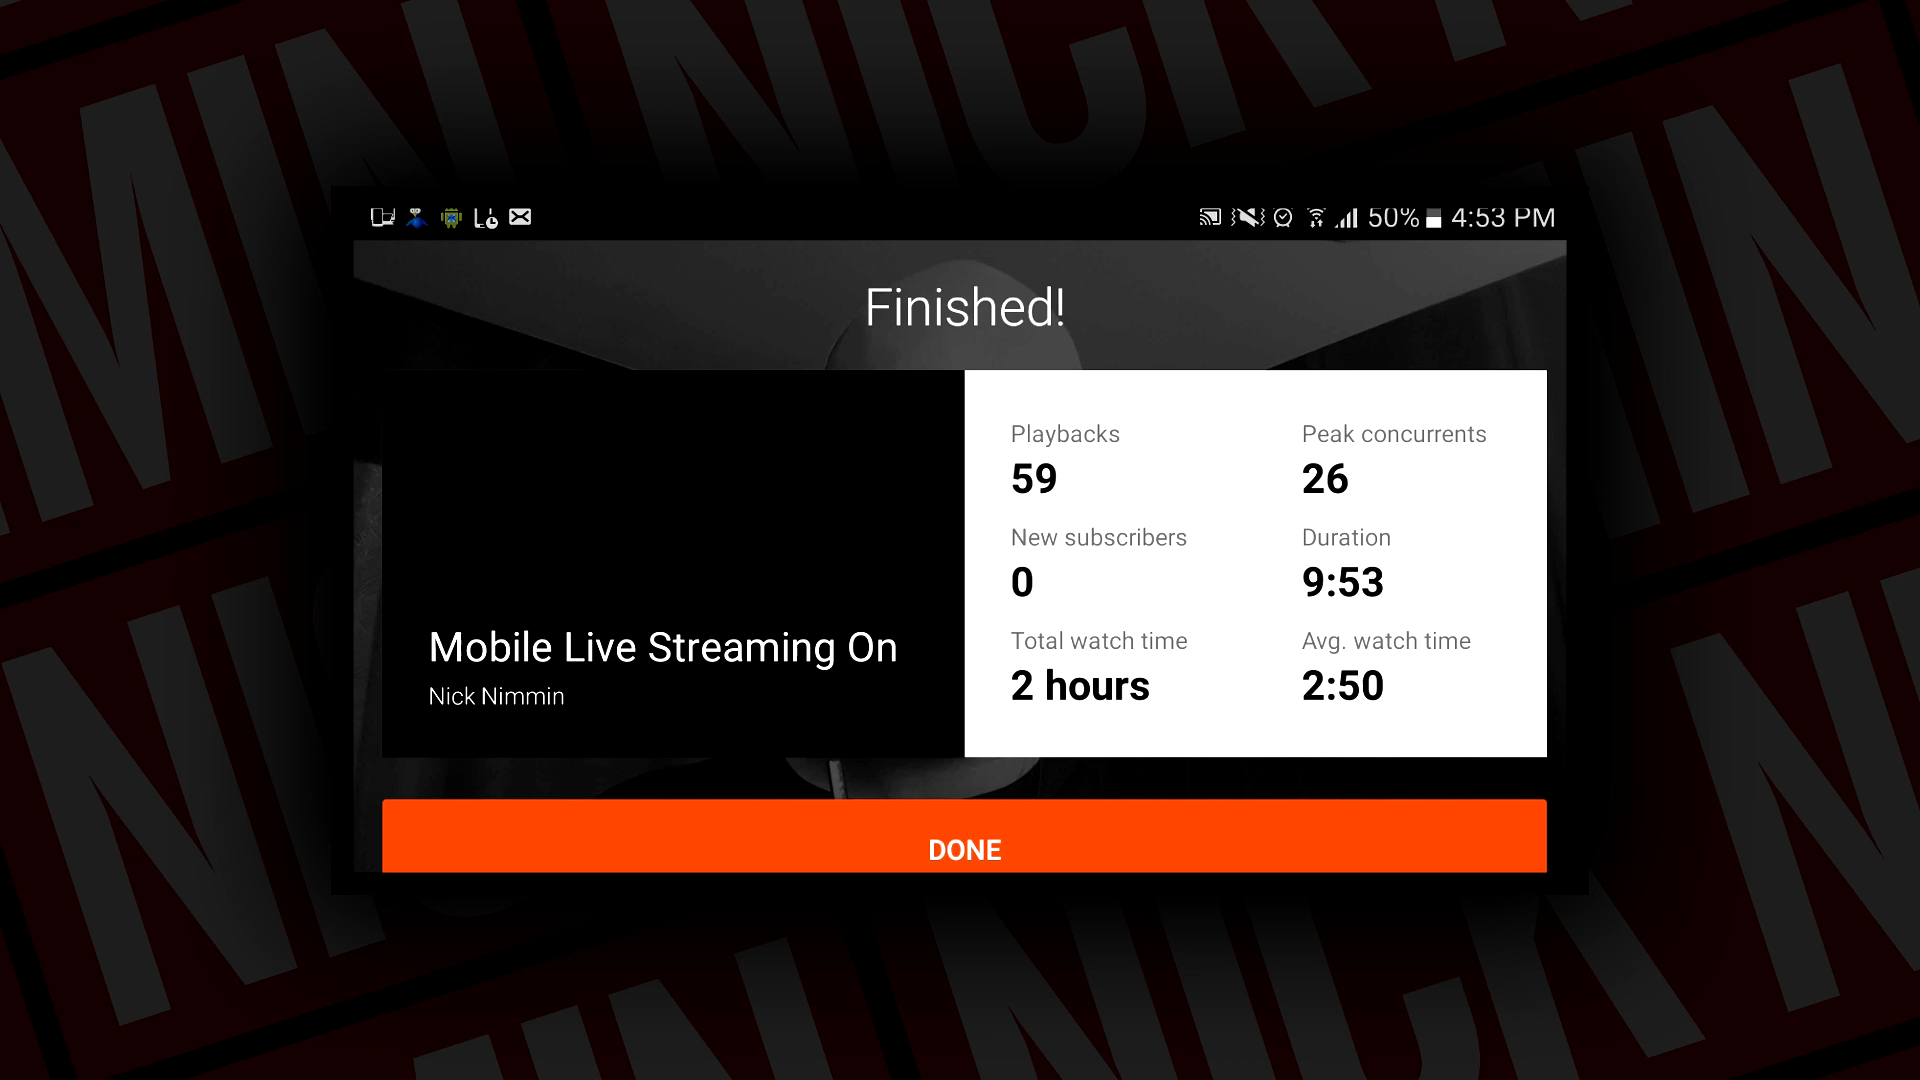 50% 4:53 PM
Finished!
Playbacks
59
Peak concurrents
26
New subscribers
0
Duration
9:53
Total watch time
2 hours
Avg. watch time
2:50
Mobile Live Streaming On
Nick Nimmin
DONE